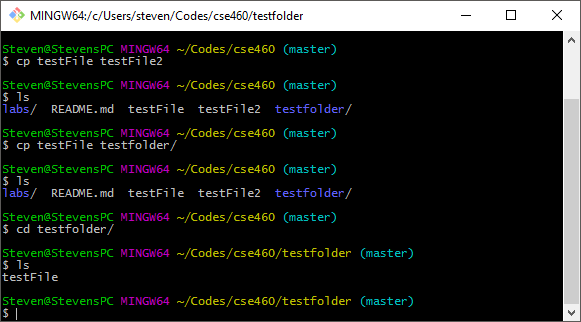 MINGW64:/c/Users/steven/Codes/cse460/testfolder
Steven@StevensPC MINGW64 ~/Codes/cse460 (master)
$ cp testFile testFile2
Steven@StevensPC MINGW64 ~/Codes/cse460 (master)
$ ls
labs/  README.md  testFile  testFile2  testfolder/
Steven@StevensPC MINGW64 ~/Codes/cse460 (master)
$ cp testFile testfolder/
Steven@StevensPC MINGW64 ~/Codes/cse460 (master)
$ ls
labs/  README.md  testFile  testFile2  testfolder/
Steven@StevensPC MINGW64 ~/Codes/cse460 (master)
$ cd testfolder/
Steven@StevensPC MINGW64 ~/Codes/cse460/testfolder (master)
$ ls
testFile
Steven@StevensPC MINGW64 ~/Codes/cse460/testfolder (master)
$